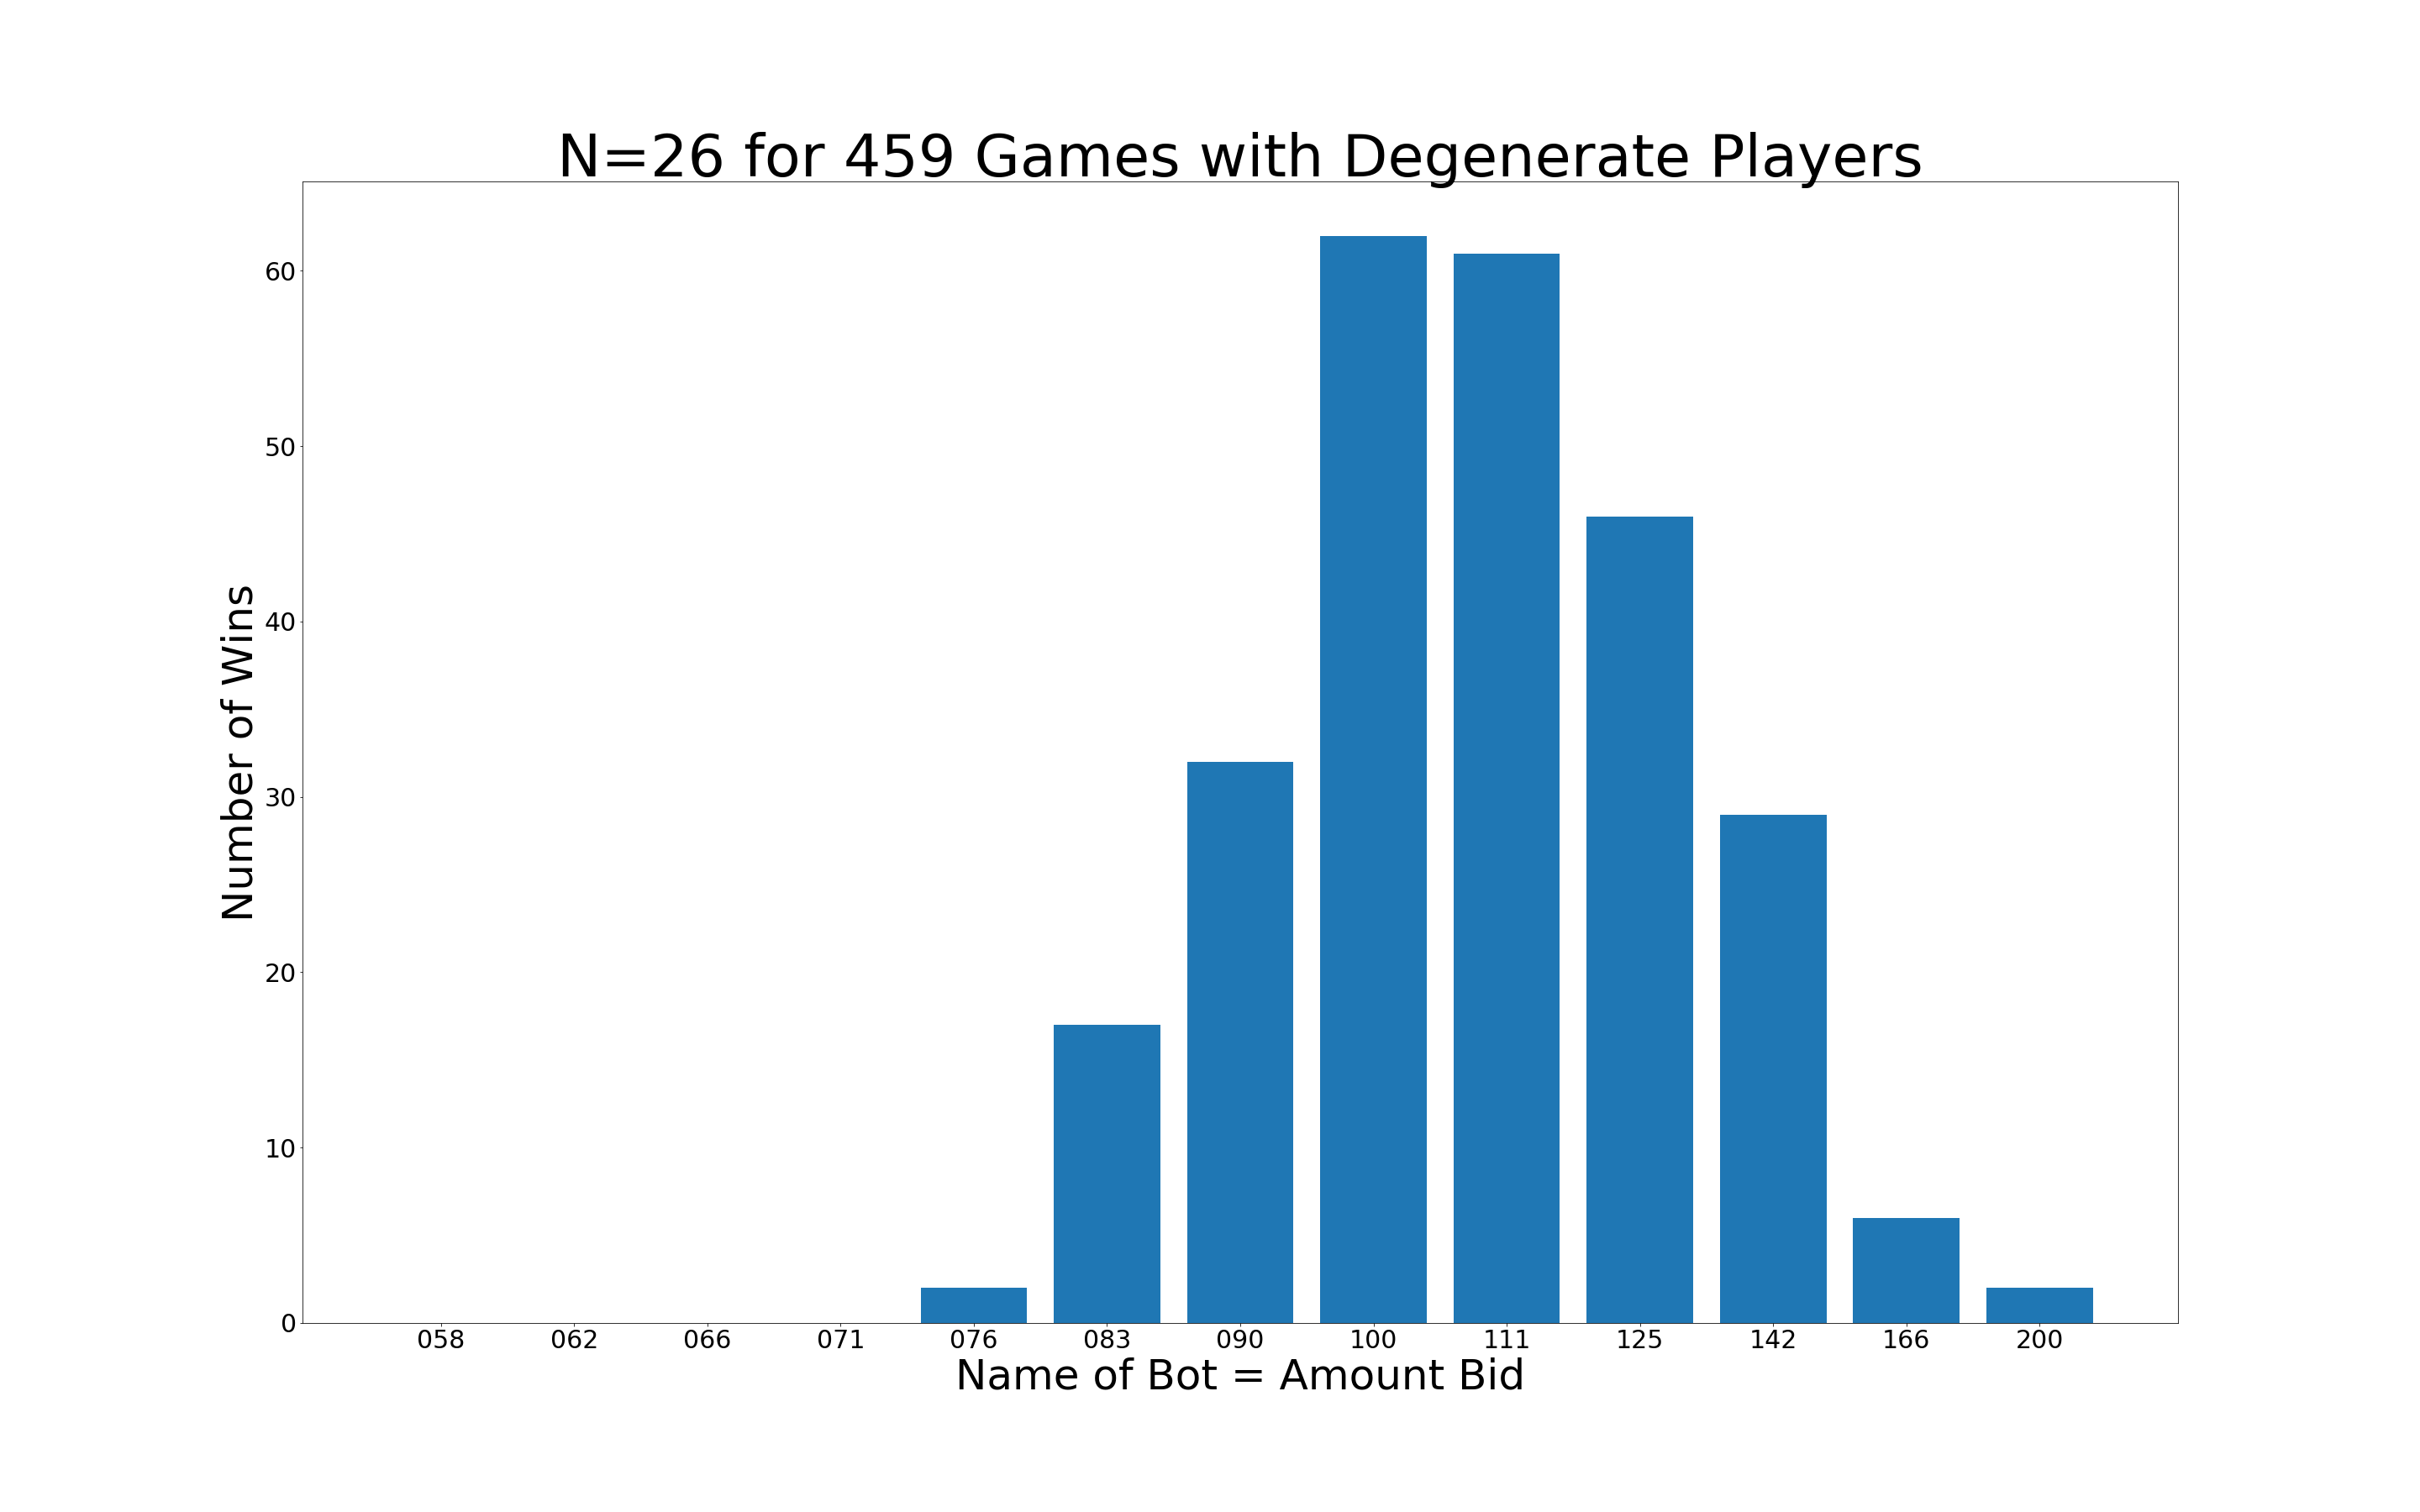 N=26 for 459 Games with Degenerate Players
Number of Wins
60
50
40
30
20
10
0
058 062 066 071 076 083 090 100 111 125 142 166 200
Name of Bot = Amount Bid